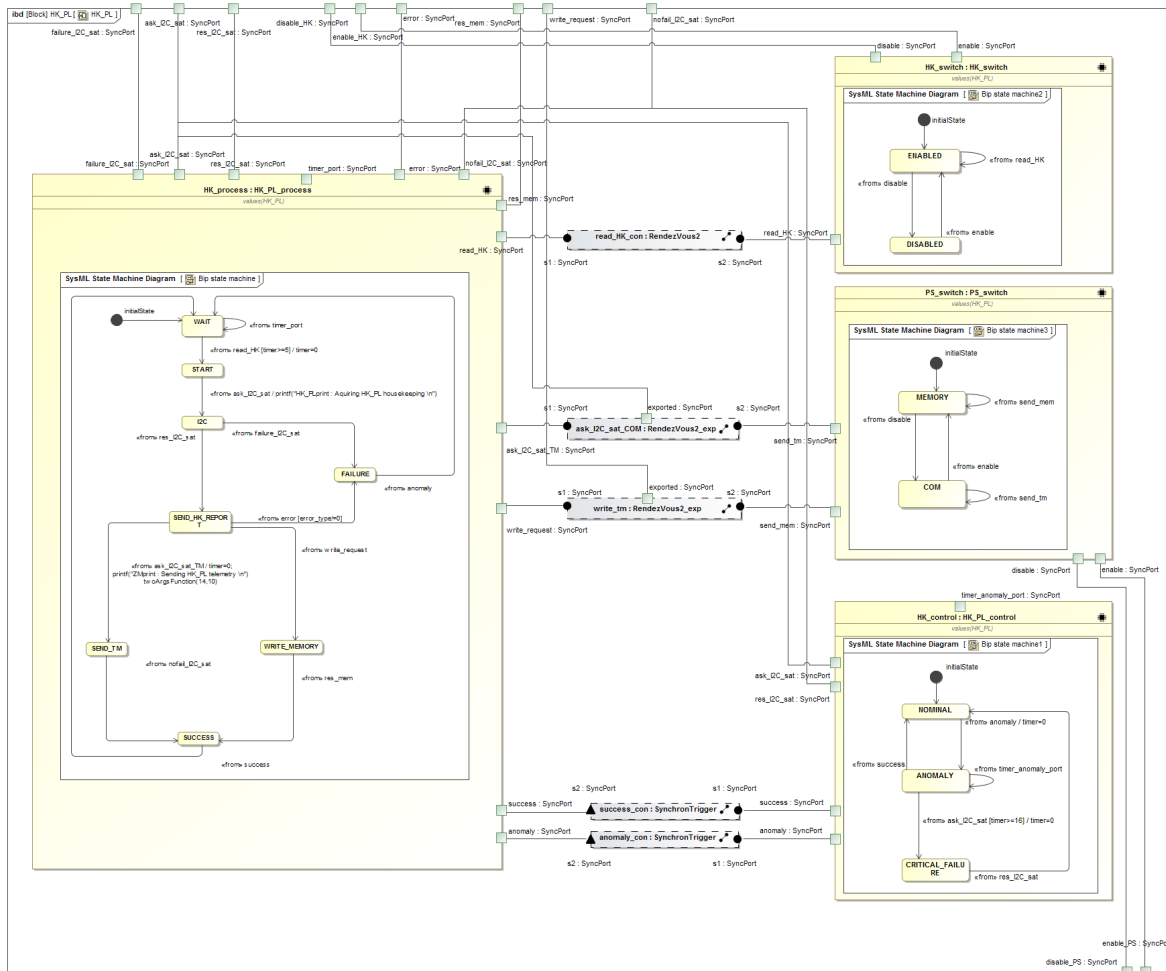 ibd [Block] HK_PL [ HK_PL ]
failure_I2C_sat : SyncPort
ask_I2C_sat : SyncPort
res_I2C_sat : SyncPort
disable_HK : SyncPort
enable_HK : SyncPort
error : SyncPort
res_mem : SyncPort
write_request : SyncPort
nofail_I2C_sat : SyncPort
disable : SyncPort
enable : SyncPort
ask_I2C_sat : SyncPort
failure_I2C_sat : SyncPort
res_I2C_sat : SyncPort
timer_port : SyncPort
error : SyncPort
nofail_I2C_sat : SyncPort
HK_process : HK_PL_process
values(HK_PL)
res_mem : SyncPort
read_HK : SyncPort
SysML State Machine Diagram [ Bip state machine ]
initialState
WAIT
«from» timer_port
«from» read_HK [timer>=5] / timer=0
START
«from» ask_I2C_sat / printf("HK_PLprint : Aquiring HK_PL housekeeping \n")
I2C
«from» res_I2C_sat
«from» failure_I2C_sat
FAILURE
«from» anomaly
SEND_HK_REPOR
T
«from» error [error_type!=0]
«from» write_request
«from» ask_I2C_sat_TM / timer=0;
printf("ZMprint : Sending HK_PL telemetry \n")
twoArgsFunction(14,10)
SEND_TM
WRITE_MEMORY
«from» nofail_I2C_sat
«from» res_mem
SUCCESS
«from» success
read_HK_con : RendezVous2
s1 : SyncPort
s2 : SyncPort
read_HK : SyncPort
s1 : SyncPort
exported : SyncPort
s2 : SyncPort
ask_I2C_sat_COM : RendezVous2_exp
ask_I2C_sat_TM : SyncPort
send_tm : SyncPort
exported : SyncPort
s1 : SyncPort
s2 : SyncPort
write_tm : RendezVous2_exp
write_request : SyncPort
send_mem : SyncPort
s2 : SyncPort
s1 : SyncPort
success : SyncPort
success_con : SynchronTrigger
success : SyncPort
anomaly : SyncPort
anomaly_con : SynchronTrigger
anomaly : SyncPort
s2 : SyncPort
s1 : SyncPort
HK_switch : HK_switch
values(HK_PL)
SysML State Machine Diagram [ Bip state machine2 ]
initialState
ENABLED
«from» read_HK
«from» disable
«from» enable
DISABLED
PS_switch : PS_switch
values(HK_PL)
SysML State Machine Diagram [ Bip state machine3 ]
initialState
MEMORY
«from» send_mem
«from» disable
«from» enable
COM
«from» send_tm
disable : SyncPort
enable : SyncPort
timer_anomaly_port : SyncPort
HK_control : HK_PL_control
values(HK_PL)
SysML State Machine Diagram [ Bip state machine1 ]
ask_I2C_sat : SyncPort
res_I2C_sat : SyncPort
initialState
NOMINAL
«from» anomaly / timer=0
«from» success
«from» timer_anomaly_port
ANOMALY
«from» ask_I2C_sat [timer>=16] / timer=0
CRITICAL_FAILU
RE
«from» res_I2C_sat
enable_PS : SyncPo
disable_PS : SyncPort